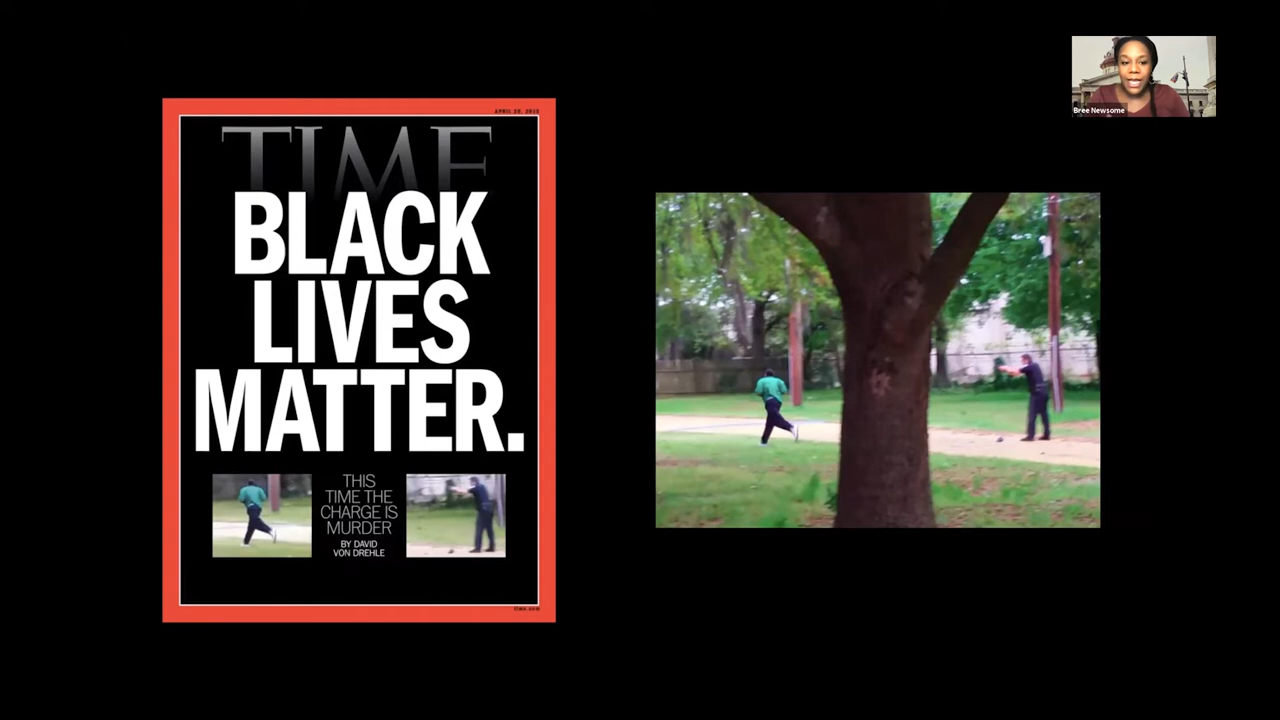 APRIL 20, 2015
TIME
BLACK
LIVES
MATTER.
THIS
TIME THE
CHARGE IS
MURDER
BY DAVID
VON DREHLE
time.com
Bree Newsome